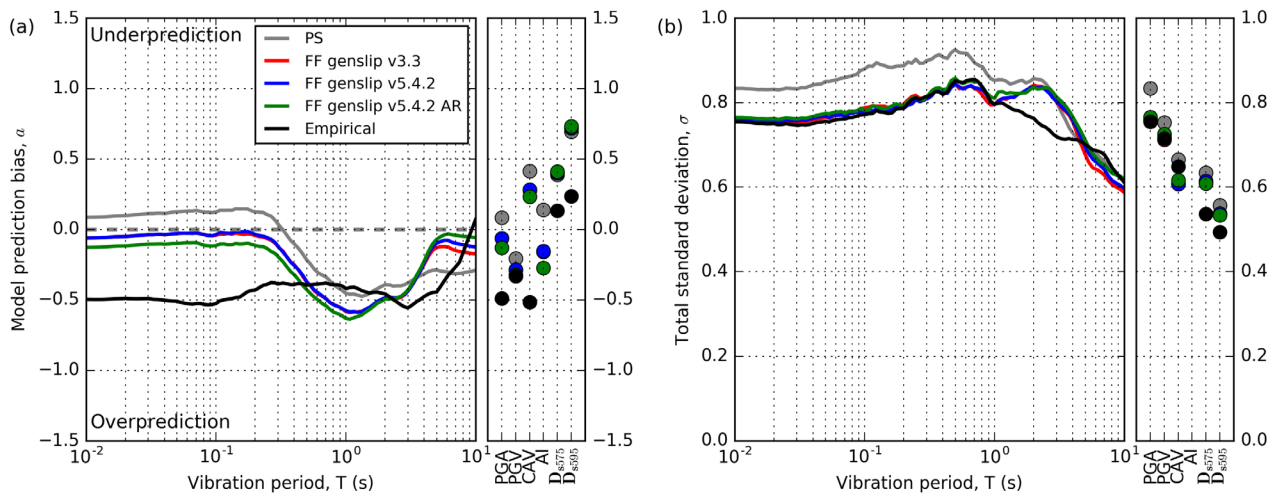 (a)
Underprediction
Overprediction
PS
FF genslip v3.3
FF genslip v5.4.2
FF genslip v5.4.2 AR
Empirical
Model prediction bias, a
1.5
1.0
0.5
0.0
−0.5
−1.0
−1.5
10⁻²
10⁻¹
10⁰
10¹
Vibration period, T (s)
PGA
PGV
CAV
AI
Ds575
Ds595
1.5
1.0
0.5
0.0
−0.5
−1.0
−1.5
(b)
Total standard deviation, σ
1.0
0.8
0.6
0.4
0.2
0.0
10⁻²
10⁻¹
10⁰
10¹
Vibration period, T (s)
PGA
PGV
CAV
AI
Ds575
Ds595
1.0
0.8
0.6
0.4
0.2
0.0